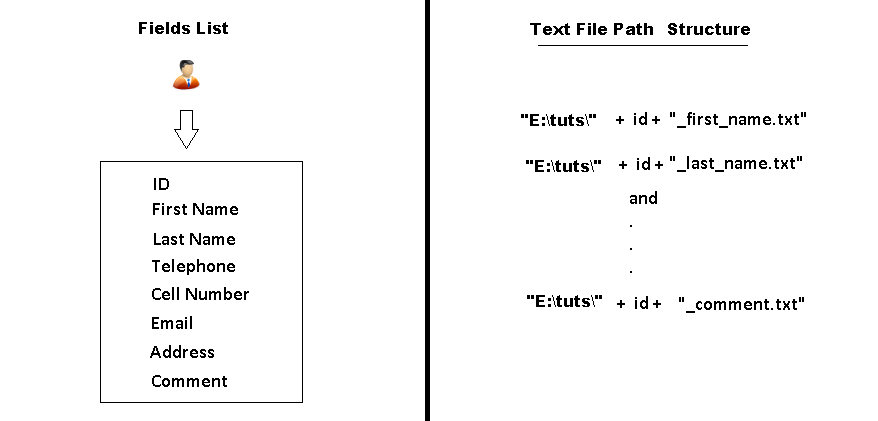 Fields List
ID
First Name
Last Name
Telephone
Cell Number
Email
Address
Comment
Text File Path Structure
"E:\tuts\" + id + "_first_name.txt"
"E:\tuts\" + id + "_last_name.txt"
and
.
.
.
"E:\tuts\" + id + "_comment.txt"